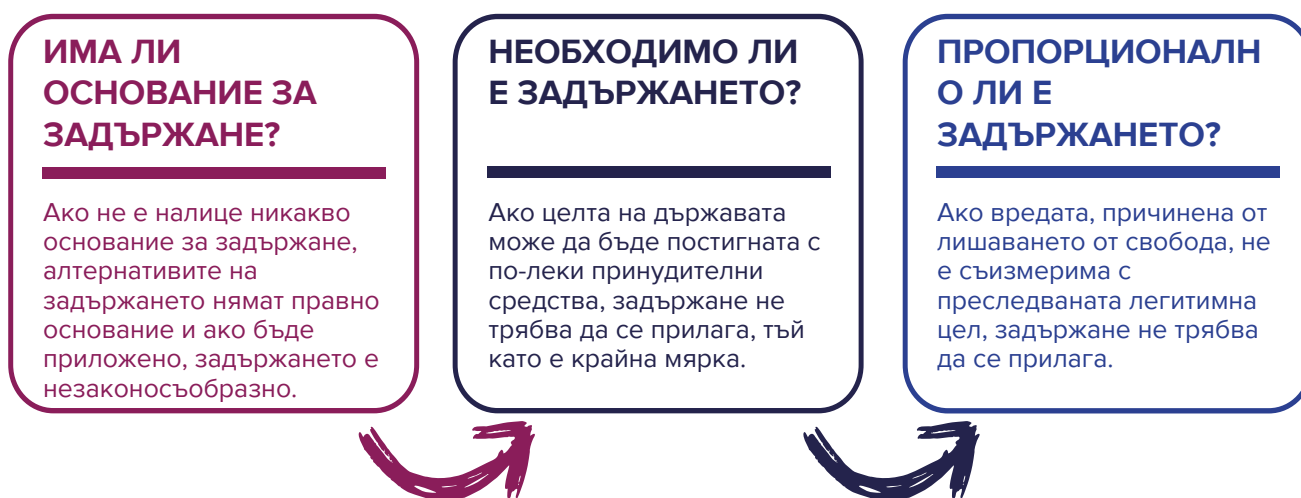 ИМА ЛИ
ОСНОВАНИЕ ЗА
ЗАДЪРЖАНЕ?
Ако не е налице никакво
основание за задържане,
алтернативите на
задържането нямат правно
основание и ако бъде
приложено, задържането е
незаконосъобразно.
НЕОБХОДИМО ЛИ
Е ЗАДЪРЖАНЕТО?
Ако целта на държавата
може да бъде постигната с
по-леки принудителни
средства, задържане не
трябва да се прилага, тъй
като е крайна мярка.
ПРОПОРЦИОНАЛН
О ЛИ Е
ЗАДЪРЖАНЕТО?
Ако вредата, причинена от
лишаването от свобода, не
е съизмерима с
преследваната легитимна
цел, задържане не трябва
да се прилага.